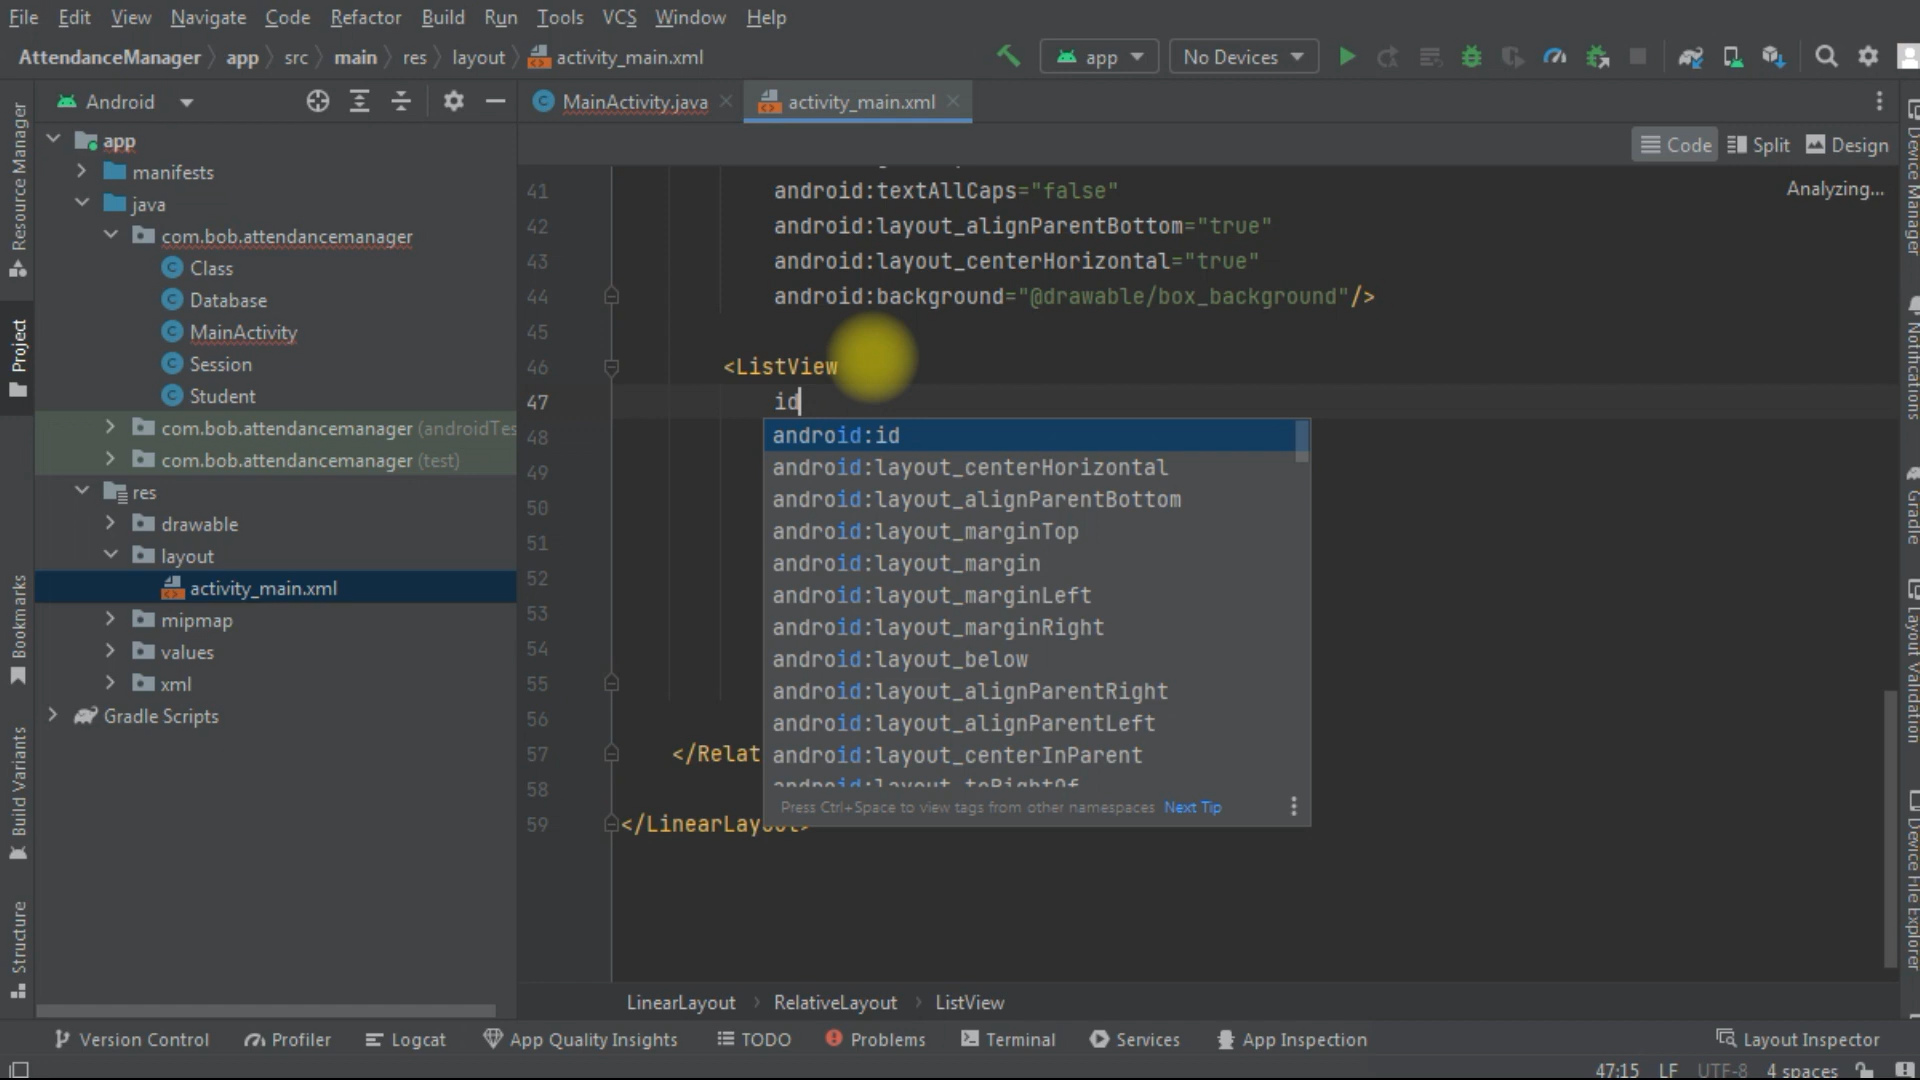 File Edit View Navigate Code Refactor Build Run Tools VCS Window Help
AttendanceManager app src main res layout activity_main.xml
app No Devices
Android
MainActivity.java activity_main.xml
Code Split Design
Analyzing...
app
manifests
java
com.bob.attendancemanager
Class
Database
MainActivity
Session
Student
com.bob.attendancemanager (androidTes
com.bob.attendancemanager (test)
res
drawable
layout
activity_main.xml
mipmap
values
xml
Gradle Scripts
41 android:textAllCaps="false"
42 android:layout_alignParentBottom="true"
43 android:layout_centerHorizontal="true"
44 android:background="@drawable/box_background"/>
45
46 <ListView
47 id
48
49
50
51
52
53
54
55
56
57 </Relat
58
59 </LinearLayout>
android:id
android:layout_centerHorizontal
android:layout_alignParentBottom
android:layout_marginTop
android:layout_margin
android:layout_marginLeft
android:layout_marginRight
android:layout_below
android:layout_alignParentRight
android:layout_alignParentLeft
android:layout_centerInParent
android:layout_toRightOf
Press Ctrl+Space to view tags from other namespaces Next Tip
LinearLayout RelativeLayout ListView
Resource Manager
Project
Bookmarks
Build Variants
Structure
Device Manager
Notifications
Gradle
Layout Validation
Device File Explorer
Version Control Profiler Logcat App Quality Insights TODO Problems Terminal Services App Inspection Layout Inspector
47:15 LF UTF-8 4 spaces